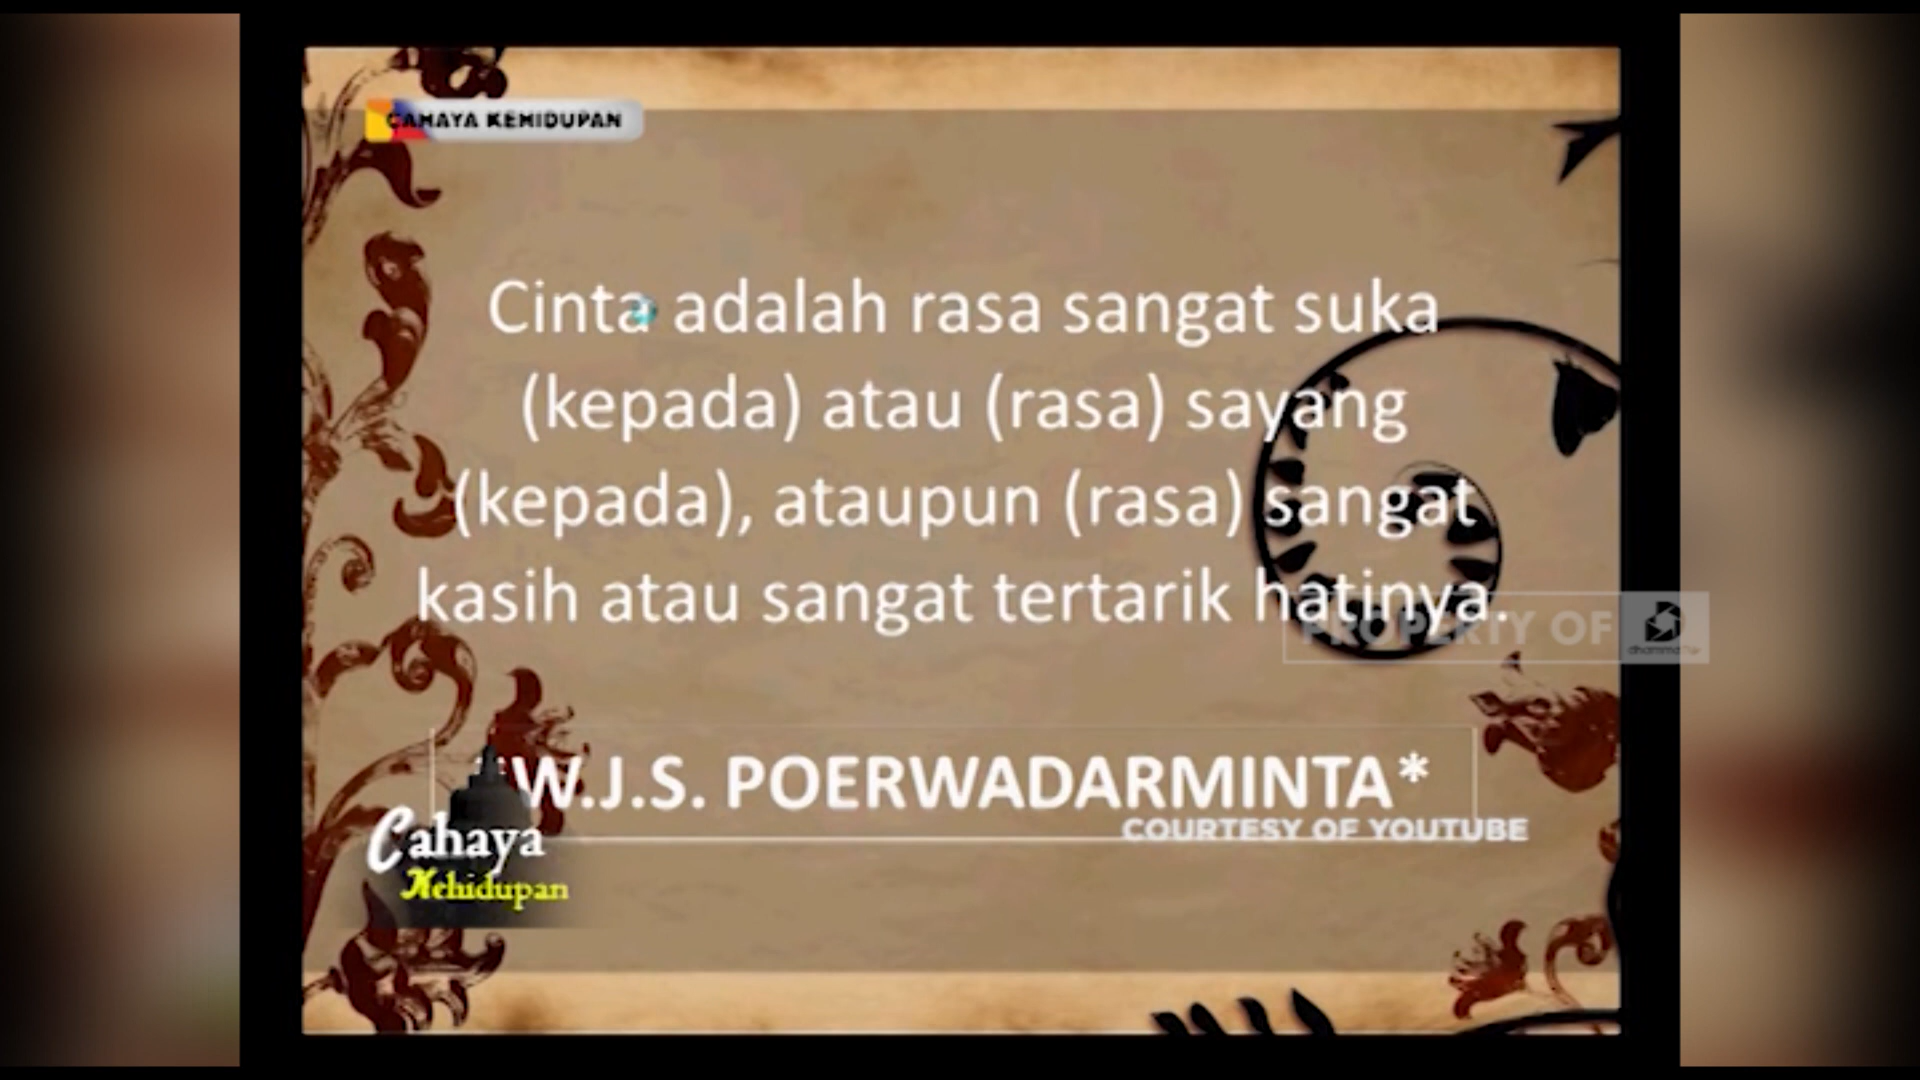 CAHAYA KEHIDUPAN
Cinta adalah rasa sangat suka
(kepada) atau (rasa) sayang
(kepada), ataupun (rasa) sangat
kasih atau sangat tertarik hatinya.
PROPERTY OF
W.J.S. POERWADARMINTA*
COURTESY OF YOUTUBE
Cahaya
Kehidupan